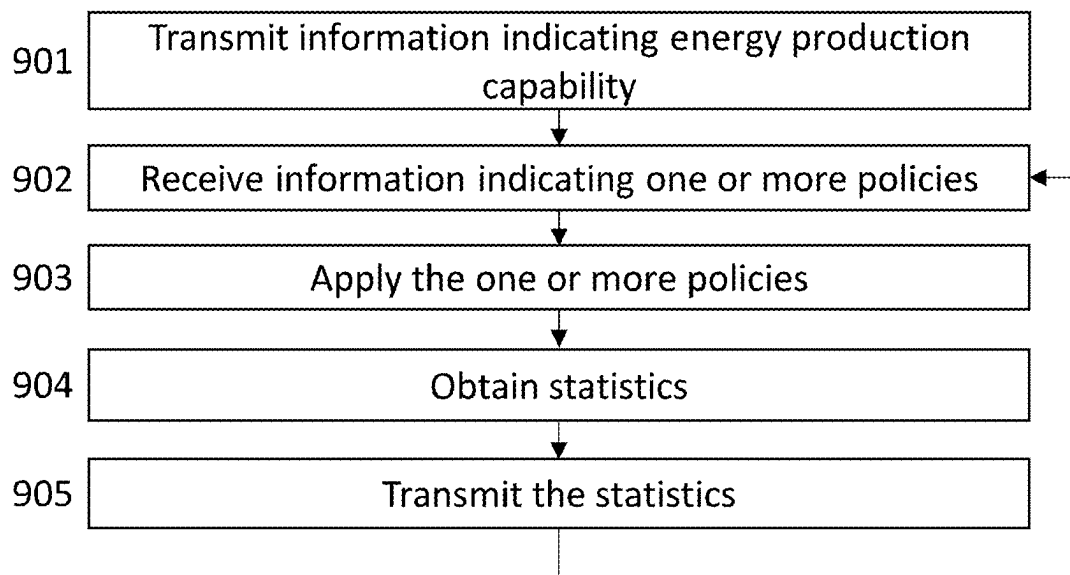 901
Transmit information indicating energy production
capability
902
Receive information indicating one or more policies
903
Apply the one or more policies
904
Obtain statistics
905
Transmit the statistics